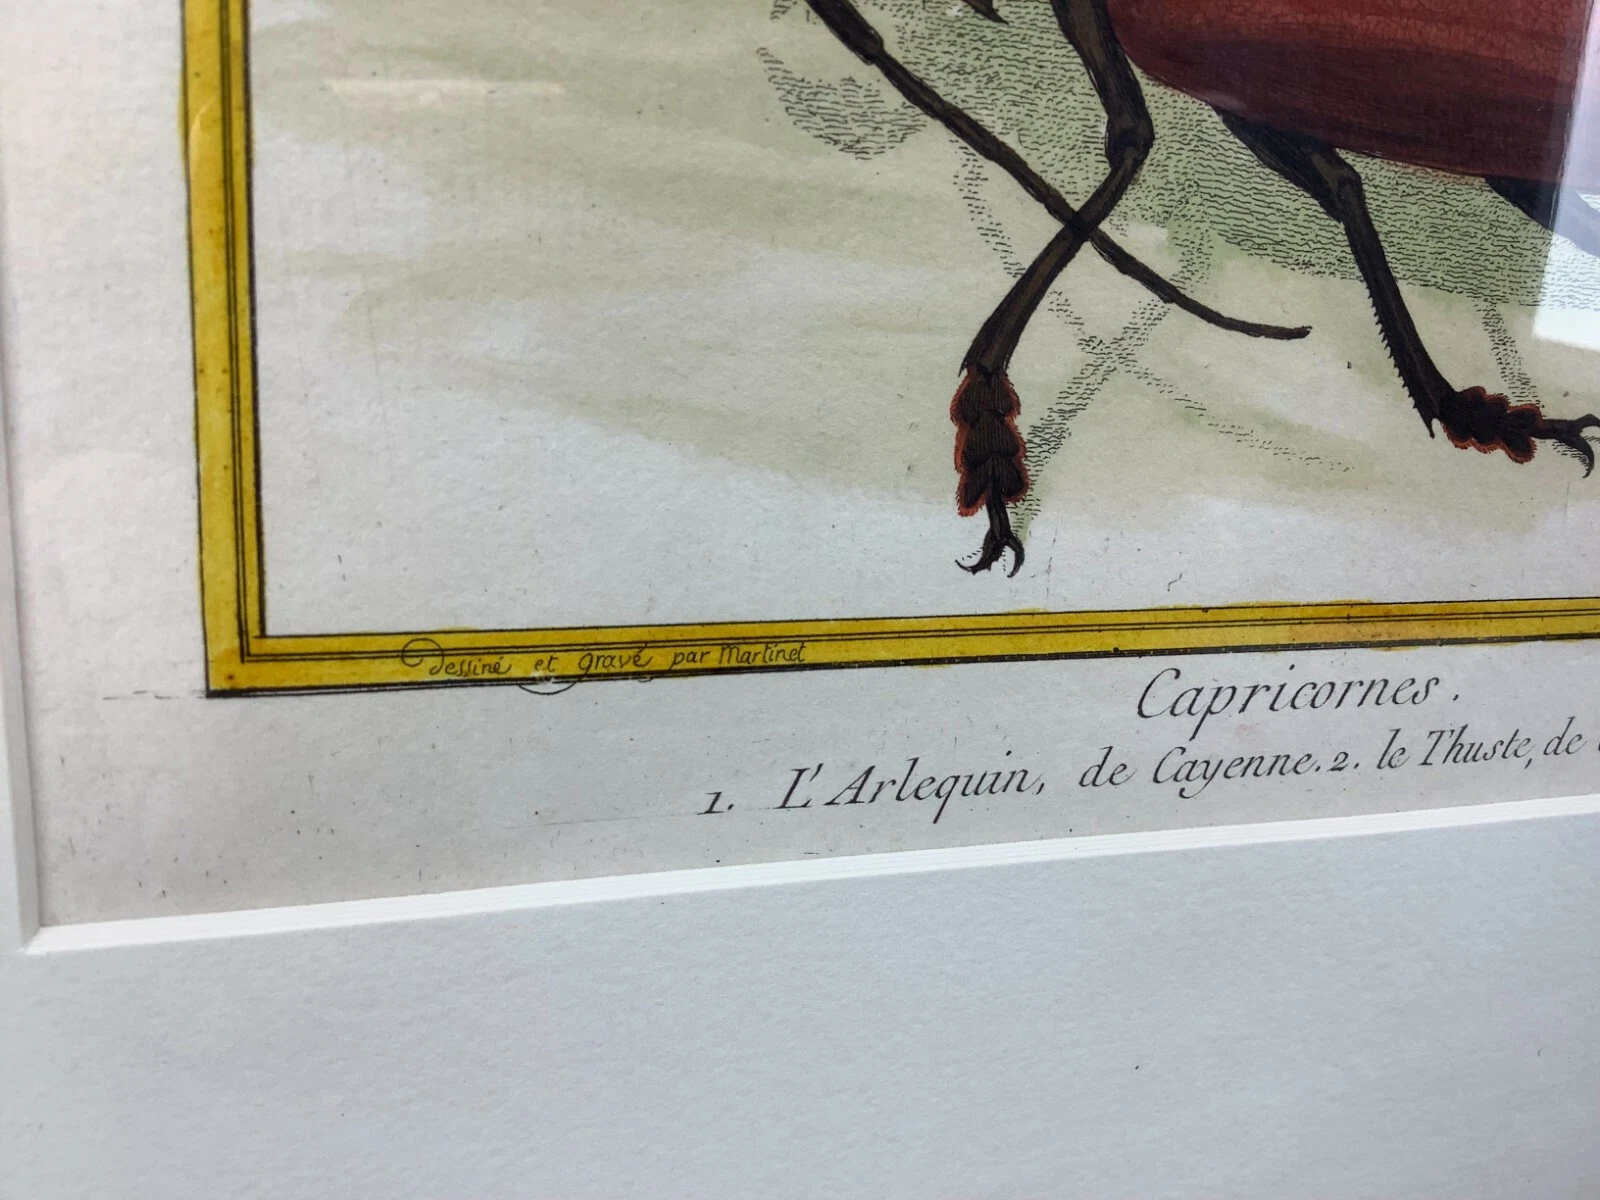 dessiné et gravé par Martinet
Capricornes.
1. L'Arlequin, de Cayenne. 2. le Thuste, de